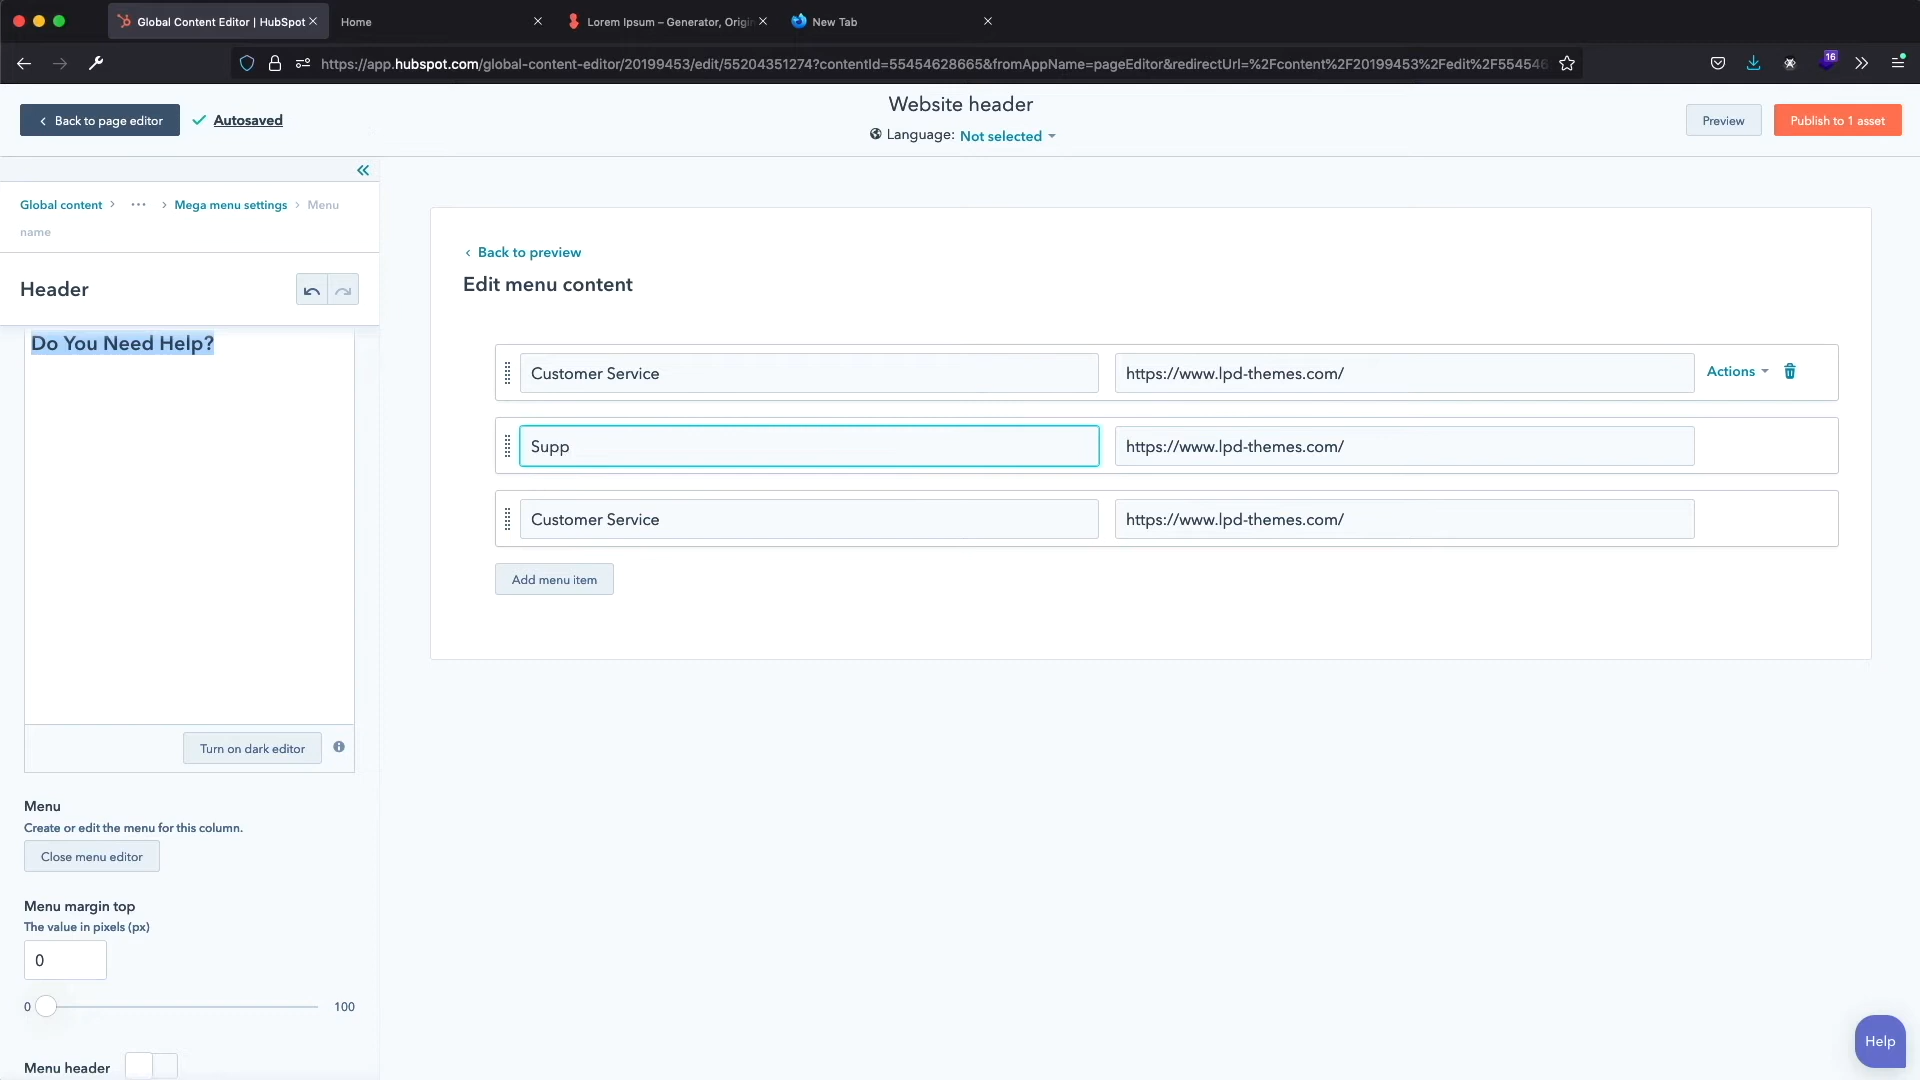 Global Content Editor | HubSpot
Home
Lorem Ipsum – Generator, Origin
New Tab
https://app.hubspot.com/global-content-editor/20199453/edit/55204351274?contentId=55454628665&fromAppName=pageEditor&redirectUrl=%2Fcontent%2F20199453%2Fedit%2F5554546
16
Back to page editor
Autosaved
Website header
Language: Not selected
Preview
Publish to 1 asset
Global content > ··· > Mega menu settings > Menu
name
Header
Do You Need Help?
Turn on dark editor
Menu
Create or edit the menu for this column.
Close menu editor
Menu margin top
The value in pixels (px)
0
0
100
Menu header
Back to preview
Edit menu content
Customer Service
https://www.lpd-themes.com/
Actions
Supp
https://www.lpd-themes.com/
Customer Service
https://www.lpd-themes.com/
Add menu item
Help